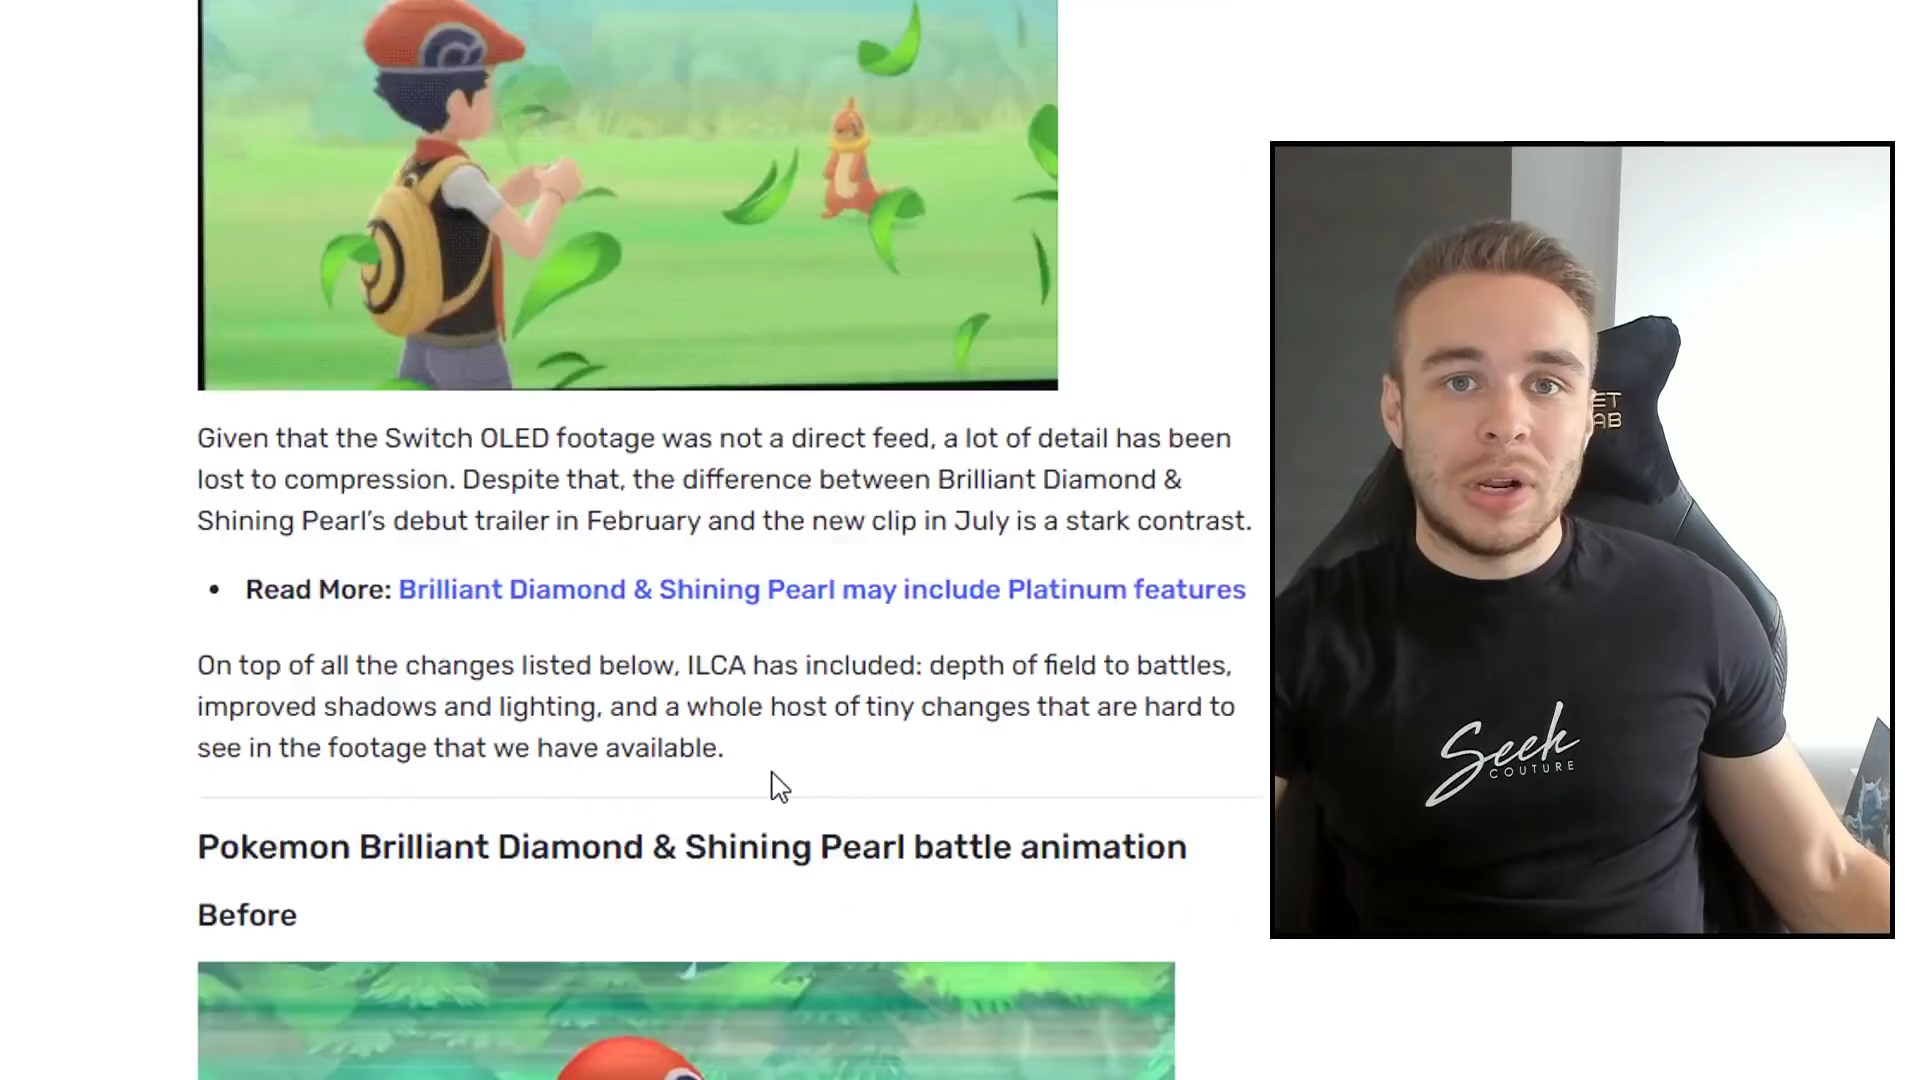 Given that the Switch OLED footage was not a direct feed, a lot of detail has been
lost to compression. Despite that, the difference between Brilliant Diamond &
Shining Pearl's debut trailer in February and the new clip in July is a stark contrast.
• Read More: Brilliant Diamond & Shining Pearl may include Platinum features
On top of all the changes listed below, ILCA has included: depth of field to battles,
improved shadows and lighting, and a whole host of tiny changes that are hard to
see in the footage that we have available.
Pokemon Brilliant Diamond & Shining Pearl battle animation
Before
ET
AB
Seek
COUTURE